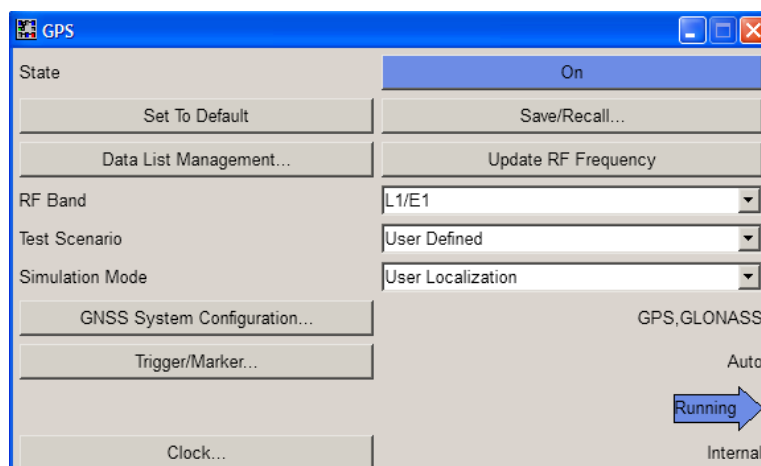 GPS
State On
Set To Default Save/Recall...
Data List Management... Update RF Frequency
RF Band L1/E1
Test Scenario User Defined
Simulation Mode User Localization
GNSS System Configuration... GPS,GLONASS
Trigger/Marker... Auto
Running
Clock... Internal